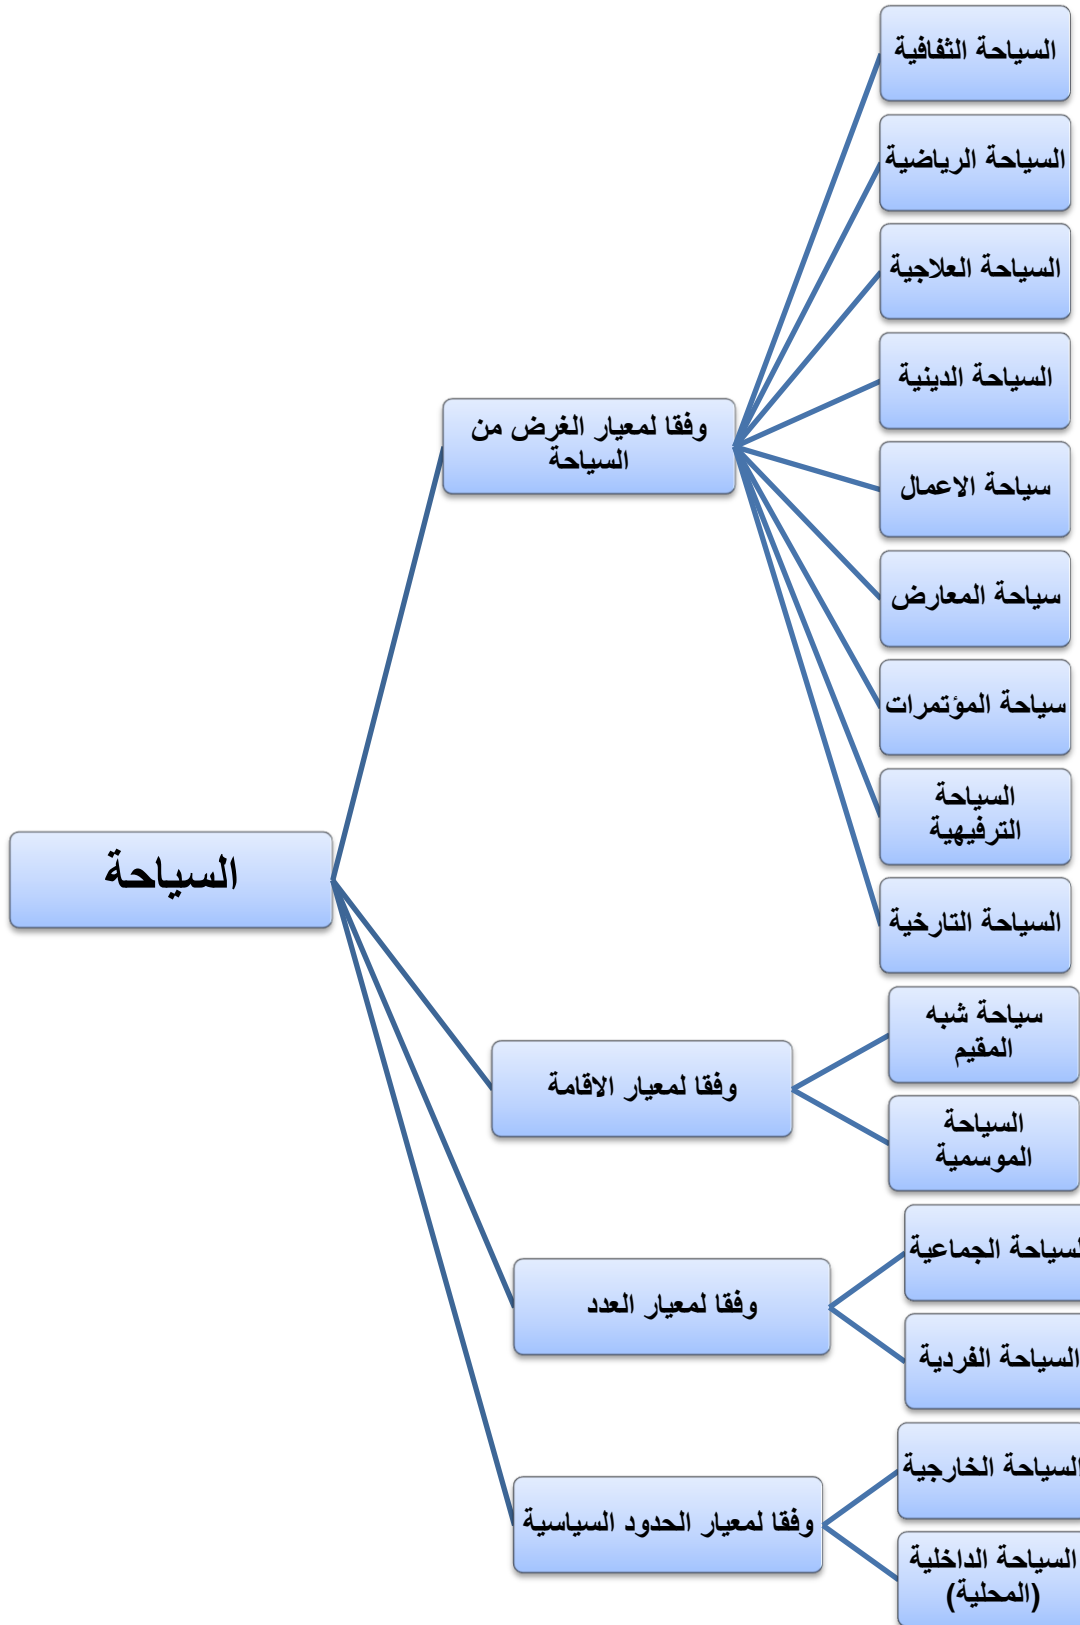 السياحة الثفافية
السياحة الرياضية
السياحة العلاجية
السياحة الدينية
وفقا لمعيار الغرض من
السياحة
سياحة الاعمال
سياحة المعارض
سياحة المؤتمرات
السياحة
الترفيهية
السياحة
السياحة التارخية
سياحة شبه
المقيم
وفقا لمعيار الاقامة
السياحة
الموسمية
السياحة الجماعية
وفقا لمعيار العدد
السياحة الفردية
السياحة الخارجية
وفقا لمعيار الحدود السياسية
السياحة الداخلية
(المحلية)